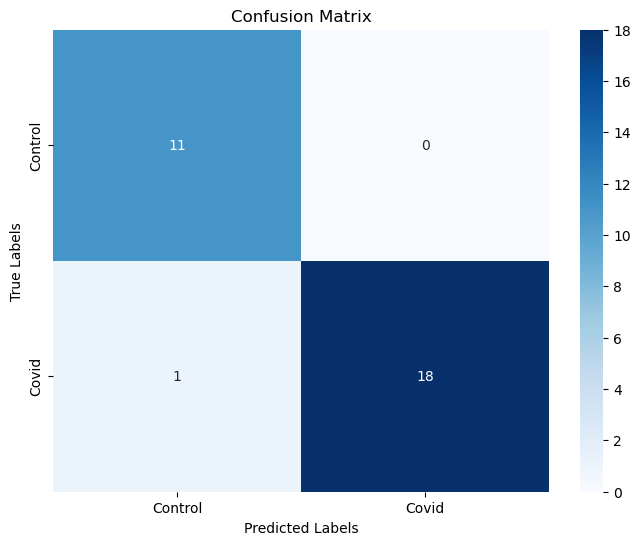 Confusion Matrix
True Labels
Control
Covid
11
0
1
18
Control
Covid
Predicted Labels
18
16
14
12
10
8
6
4
2
0